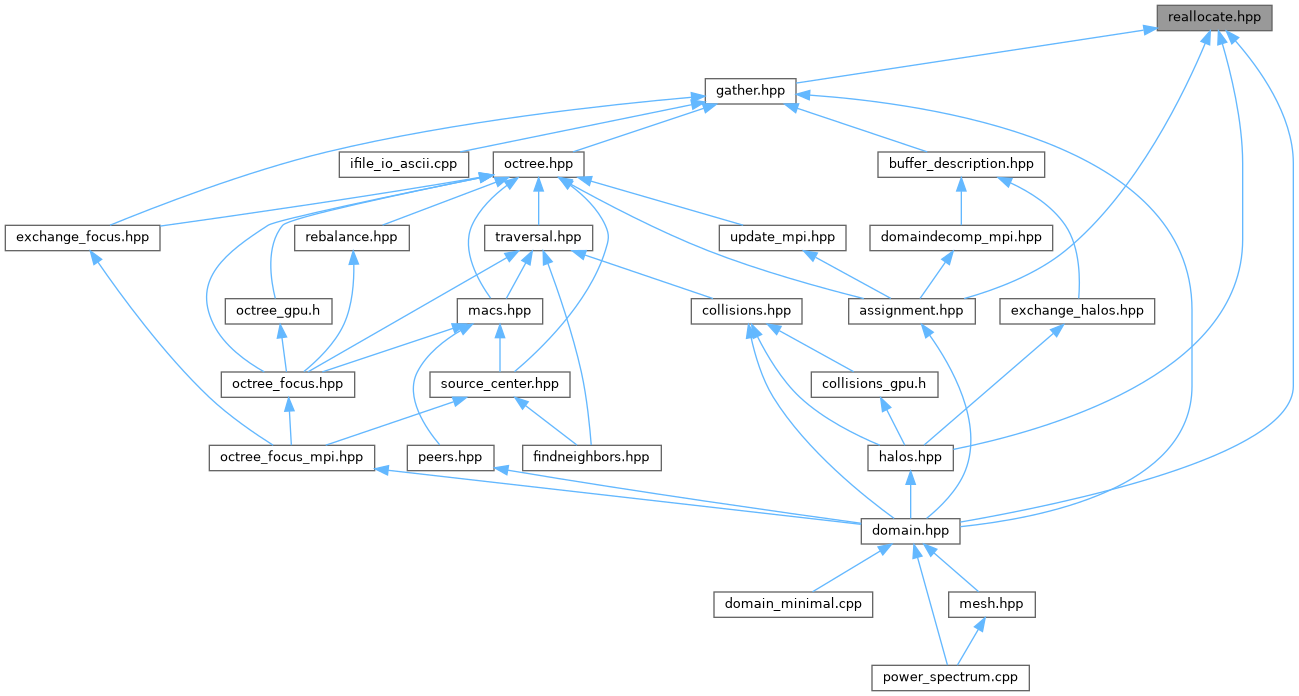 reallocate.hpp
gather.hpp
ifile_io_ascii.cpp
octree.hpp
buffer_description.hpp
exchange_focus.hpp
rebalance.hpp
traversal.hpp
update_mpi.hpp
domaindecomp_mpi.hpp
octree_gpu.h
macs.hpp
collisions.hpp
assignment.hpp
exchange_halos.hpp
octree_focus.hpp
source_center.hpp
collisions_gpu.h
octree_focus_mpi.hpp
peers.hpp
findneighbors.hpp
halos.hpp
domain.hpp
domain_minimal.cpp
mesh.hpp
power_spectrum.cpp